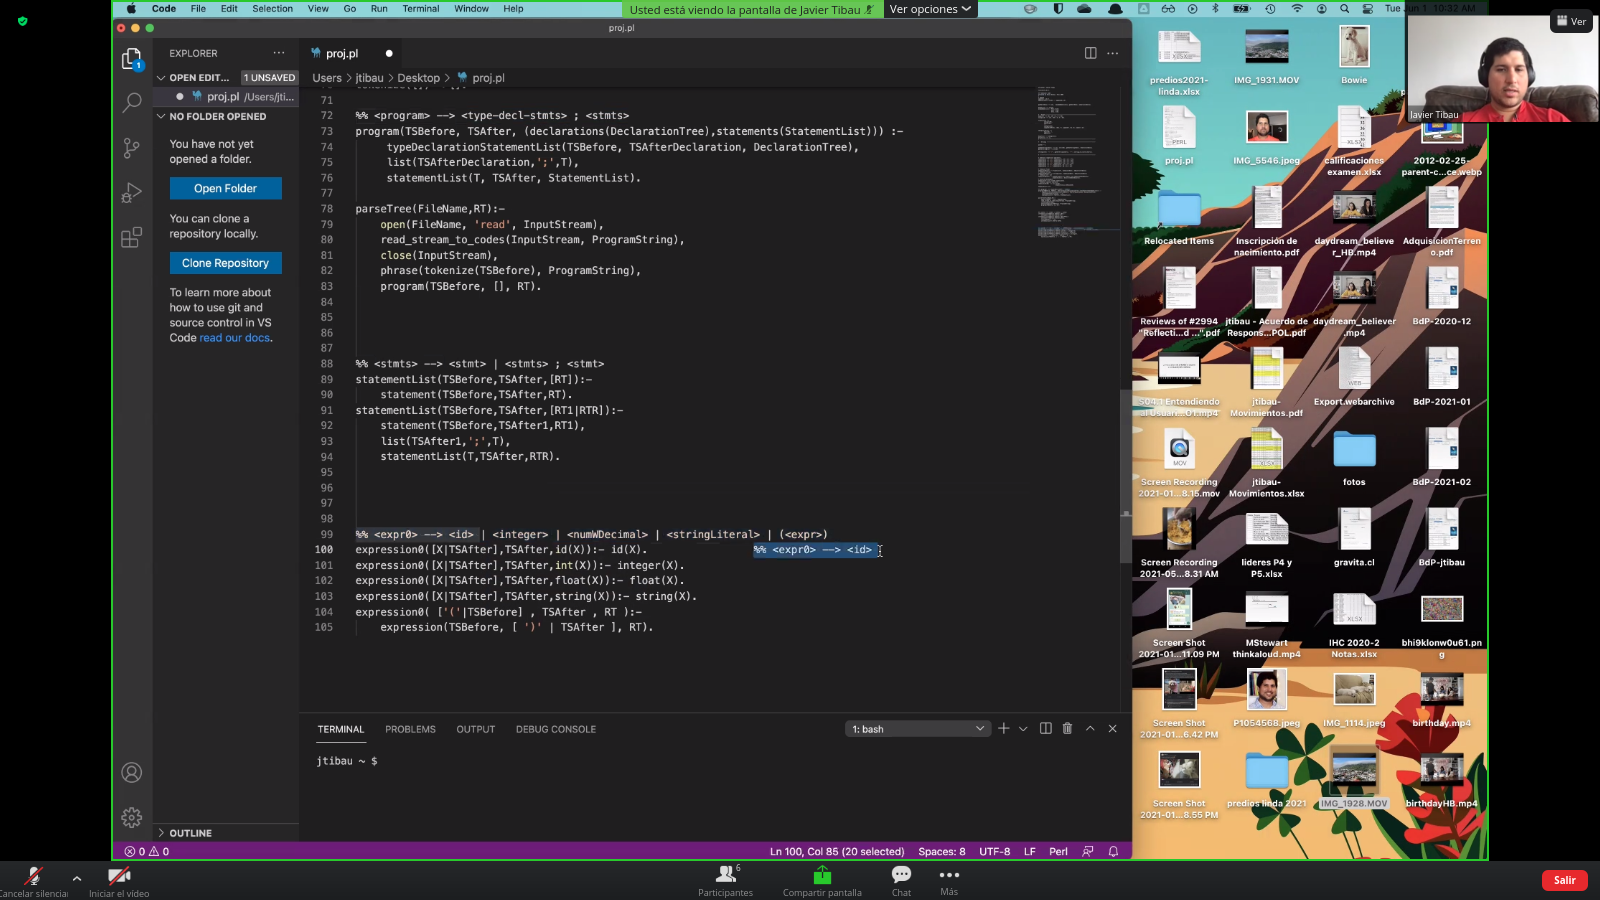 Code File Edit Selection View Go Run Terminal Window Help
Usted está viendo la pantalla de Javier Tibau
Ver opciones
Tue Jun 1 10:32 AM
Ver
proj.pl
EXPLORER
OPEN EDIT... 1 UNSAVED
proj.pl /Users/jti...
NO FOLDER OPENED
You have not yet
opened a folder.
Open Folder
You can clone a
repository locally.
Clone Repository
To learn more about
how to use git and
source control in VS
Code read our docs.
OUTLINE
proj.pl
Users > jtibau > Desktop > proj.pl
71
72 %% <program> --> <type-decl-stmts> ; <stmts>
73 program(TSBefore, TSAfter, (declarations(DeclarationTree),statements(StatementList))) :-
74 typeDeclarationStatementList(TSBefore, TSAfterDeclaration, DeclarationTree),
75 list(TSAfterDeclaration,';',T),
76 statementList(T, TSAfter, StatementList).
77
78 parseTree(FileName,RT):-
79 open(FileName, 'read', InputStream),
80 read_stream_to_codes(InputStream, ProgramString),
81 close(InputStream),
82 phrase(tokenize(TSBefore), ProgramString),
83 program(TSBefore, [], RT).
84
85
86
87
88 %% <stmts> --> <stmt> | <stmts> ; <stmt>
89 statementList(TSBefore,TSAfter,[RT]):-
90 statement(TSBefore,TSAfter,RT).
91 statementList(TSBefore,TSAfter,[RT1|RTR]):-
92 statement(TSBefore,TSAfter1,RT1),
93 list(TSAfter1,';',T),
94 statementList(T,TSAfter,RTR).
95
96
97
98
99 %% <expr0> --> <id> | <integer> | <numWDecimal> | <stringLiteral> | (<expr>)
100 expression0([X|TSAfter],TSAfter,id(X)):- id(X). %% <expr0> --> <id>
101 expression0([X|TSAfter],TSAfter,int(X)):- integer(X).
102 expression0([X|TSAfter],TSAfter,float(X)):- float(X).
103 expression0([X|TSAfter],TSAfter,string(X)):- string(X).
104 expression0( ['('|TSBefore] , TSAfter , RT ):-
105 expression(TSBefore, [ ')' | TSAfter ], RT).
TERMINAL PROBLEMS OUTPUT DEBUG CONSOLE
1: bash
jtibau ~ $
0 0
Ln 100, Col 85 (20 selected) Spaces: 8 UTF-8 LF Perl
predios2021-linda.xlsx
IMG_1931.MOV
Bowie
Javier Tibau
proj.pl
IMG_5546.jpeg
calificaciones examen.xlsx
2012-02-25-parent-c...ce.webp
Relocated Items
Inscripción de nacimiento.pdf
daydream_believer_HB.mp4
AdquisicionTerreno.pdf
Reviews of #2994 "Reflecti...d ...".pdf
jtibau - Acuerdo de Respons...POL.pdf
daydream_believer.mp4
BdP-2020-12
S04.1 Entendiendo al Usuari...O1.mp4
jtibau-Movimientos.pdf
Export.webarchive
BdP-2021-01
Screen Recording 2021-01...8.15.mov
jtibau-Movimientos.xlsx
fotos
BdP-2021-02
Screen Recording 2021-05...8.31 AM
lideres P4 y P5.xlsx
gravita.cl
BdP-jtibau
Screen Shot 2021-01...11.09 PM
MStewart thinkaloud.mp4
IHC 2020-2 Notas.xlsx
bhi9klonw0u61.png
Screen Shot 2021-01...6.42 PM
P1054568.jpeg
IMG_1114.jpeg
birthday.mp4
Screen Shot 2021-01...8.55 PM
predios linda 2021
IMG_1928.MOV
birthdayHB.mp4
Cancelar silencia
Iniciar el vídeo
6
Participantes
Compartir pantalla
Chat
Más
Salir